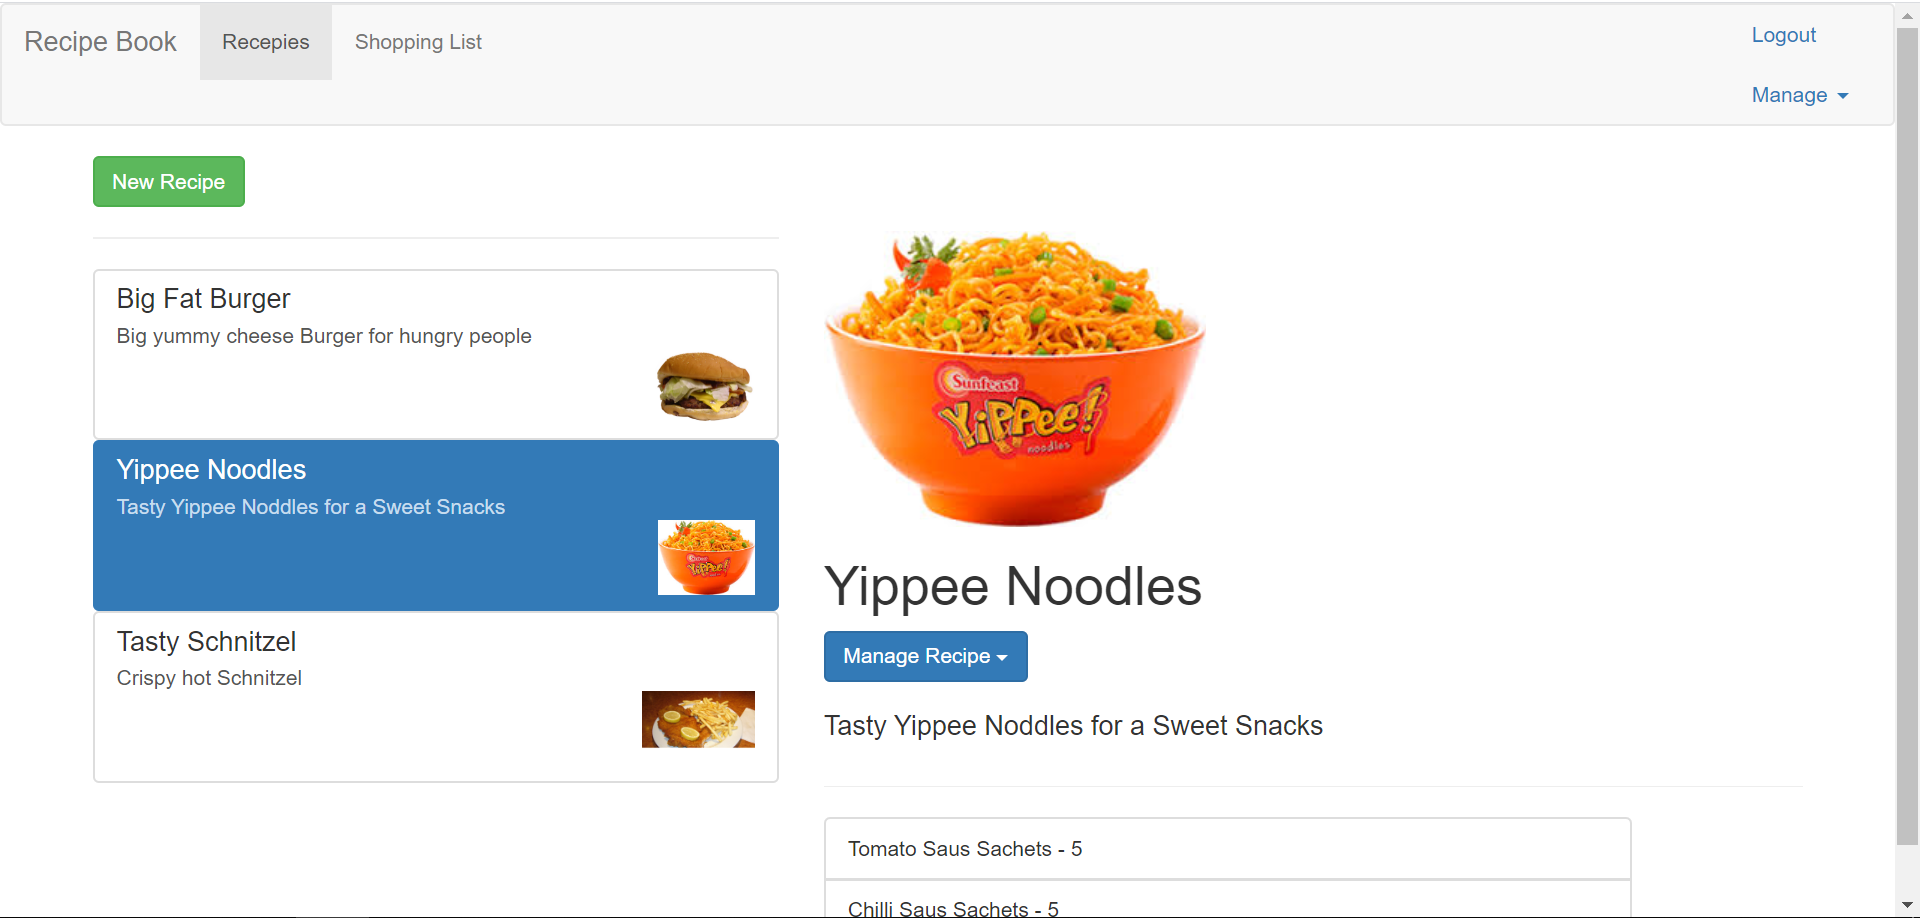 Recipe Book
Recepies
Shopping List
Logout
Manage
New Recipe
Big Fat Burger
Big yummy cheese Burger for hungry people
Yippee Noodles
Tasty Yippee Noddles for a Sweet Snacks
Sunfeast
YiPPee!
Tasty Schnitzel
Crispy hot Schnitzel
Sunfeast
YiPPee!
noodles
Yippee Noodles
Manage Recipe
Tasty Yippee Noddles for a Sweet Snacks
Tomato Saus Sachets - 5
Chilli Saus Sachets - 5